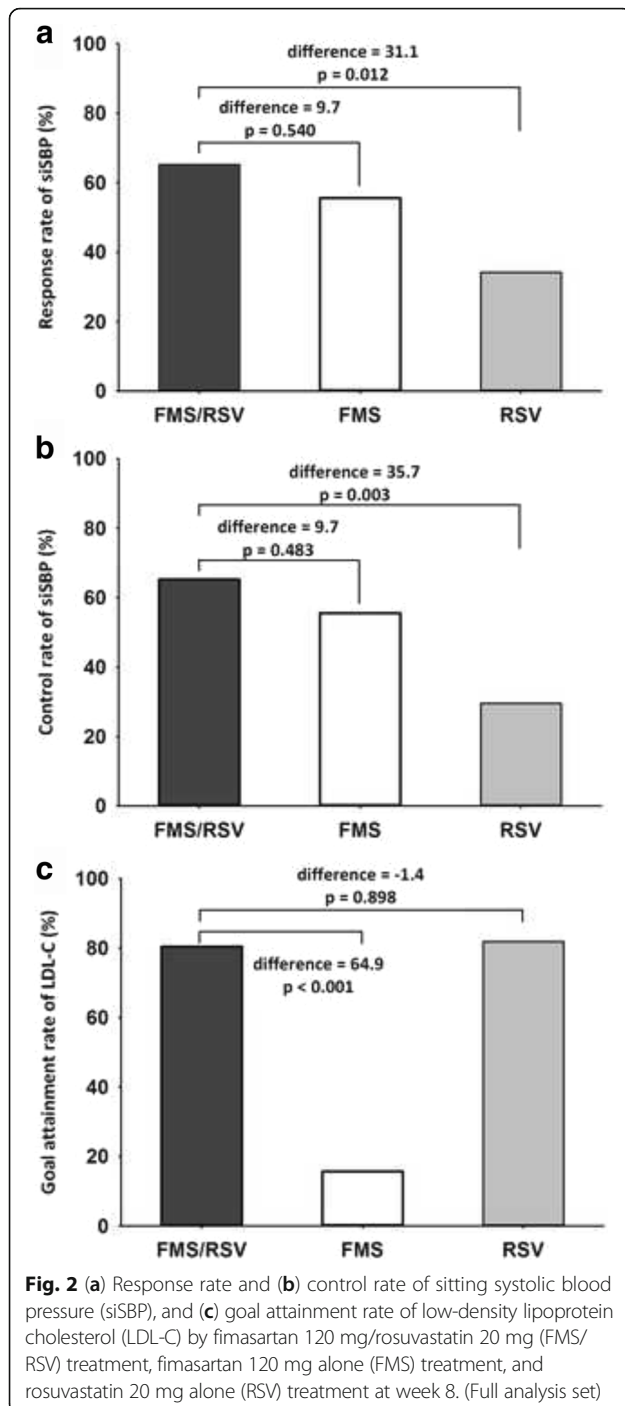 a
difference = 31.1
p = 0.012
difference = 9.7
p = 0.540
Response rate of siSBP (%)
100
80
60
40
20
0
FMS/RSV FMS RSV
b
difference = 35.7
p = 0.003
difference = 9.7
p = 0.483
Control rate of siSBP (%)
100
80
60
40
20
0
FMS/RSV FMS RSV
c
difference = -1.4
p = 0.898
difference = 64.9
p < 0.001
Goal attainment rate of LDL-C (%)
100
80
60
40
20
0
FMS/RSV FMS RSV
Fig. 2 (a) Response rate and (b) control rate of sitting systolic blood
pressure (siSBP), and (c) goal attainment rate of low-density lipoprotein
cholesterol (LDL-C) by fimasartan 120 mg/rosuvastatin 20 mg (FMS/
RSV) treatment, fimasartan 120 mg alone (FMS) treatment, and
rosuvastatin 20 mg alone (RSV) treatment at week 8. (Full analysis set)